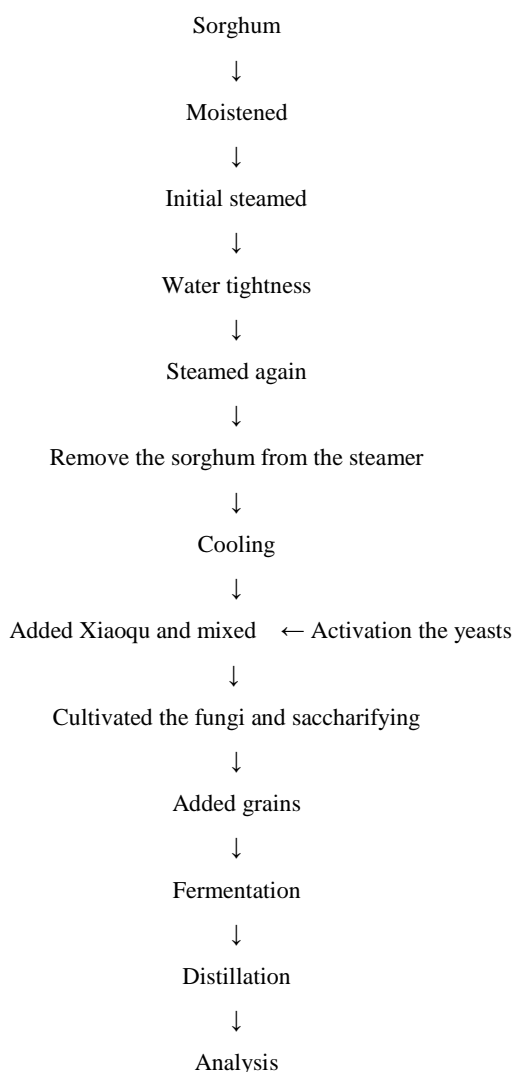 Sorghum
↓
Moistened
↓
Initial steamed
↓
Water tightness
↓
Steamed again
↓
Remove the sorghum from the steamer
↓
Cooling
↓
Added Xiaoqu and mixed ← Activation the yeasts
↓
Cultivated the fungi and saccharifying
↓
Added grains
↓
Fermentation
↓
Distillation
↓
Analysis